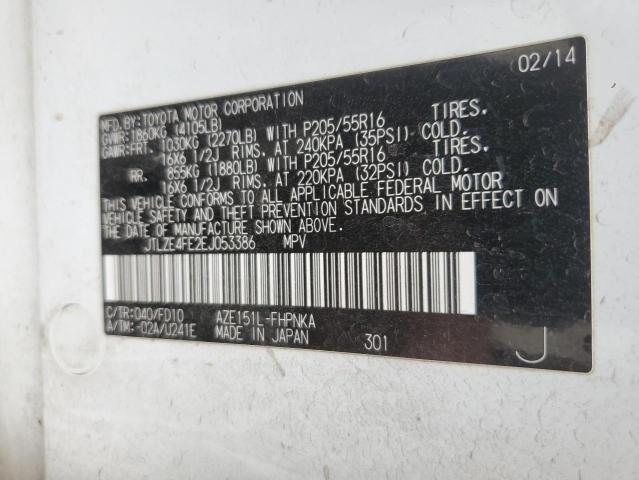 02/14
MFD.BY:TOYOTA MOTOR CORPORATION
GVWR: 1860KG (4105LB)
GAWR:FRT. 1030KG (2270LB) WITH P205/55R16 TIRES.
16X6 1/2J RIMS. AT 240KPA (35PSI) COLD.
RR. 855KG (1880LB) WITH P205/55R16 TIRES.
16X6 1/2J RIMS. AT 220KPA (32PSI) COLD.
THIS VEHICLE CONFORMS TO ALL APPLICABLE FEDERAL MOTOR
VEHICLE SAFETY AND THEFT PREVENTION STANDARDS IN EFFECT ON
THE DATE OF MANUFACTURE SHOWN ABOVE.
JTLZE4FE2EJ053386 MPV
C/TR:040/FD10 AZE151L-FHPNKA
A/TM:-02A/U241E MADE IN JAPAN 301 J